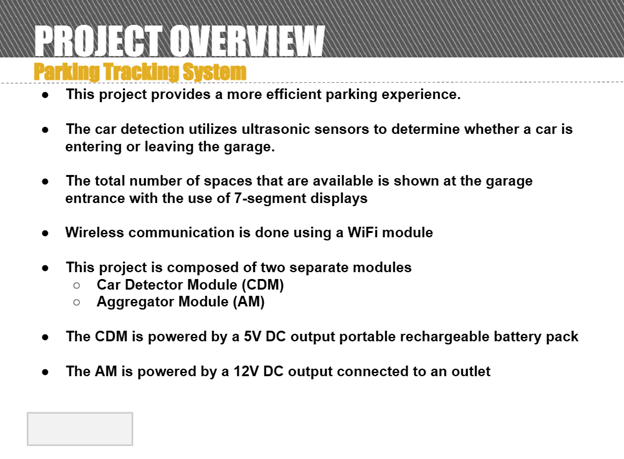 PROJECT OVERVIEW
Parking Tracking System
● This project provides a more efficient parking experience.
● The car detection utilizes ultrasonic sensors to determine whether a car is
entering or leaving the garage.
● The total number of spaces that are available is shown at the garage
entrance with the use of 7-segment displays
● Wireless communication is done using a WiFi module
● This project is composed of two separate modules
○ Car Detector Module (CDM)
○ Aggregator Module (AM)
● The CDM is powered by a 5V DC output portable rechargeable battery pack
● The AM is powered by a 12V DC output connected to an outlet